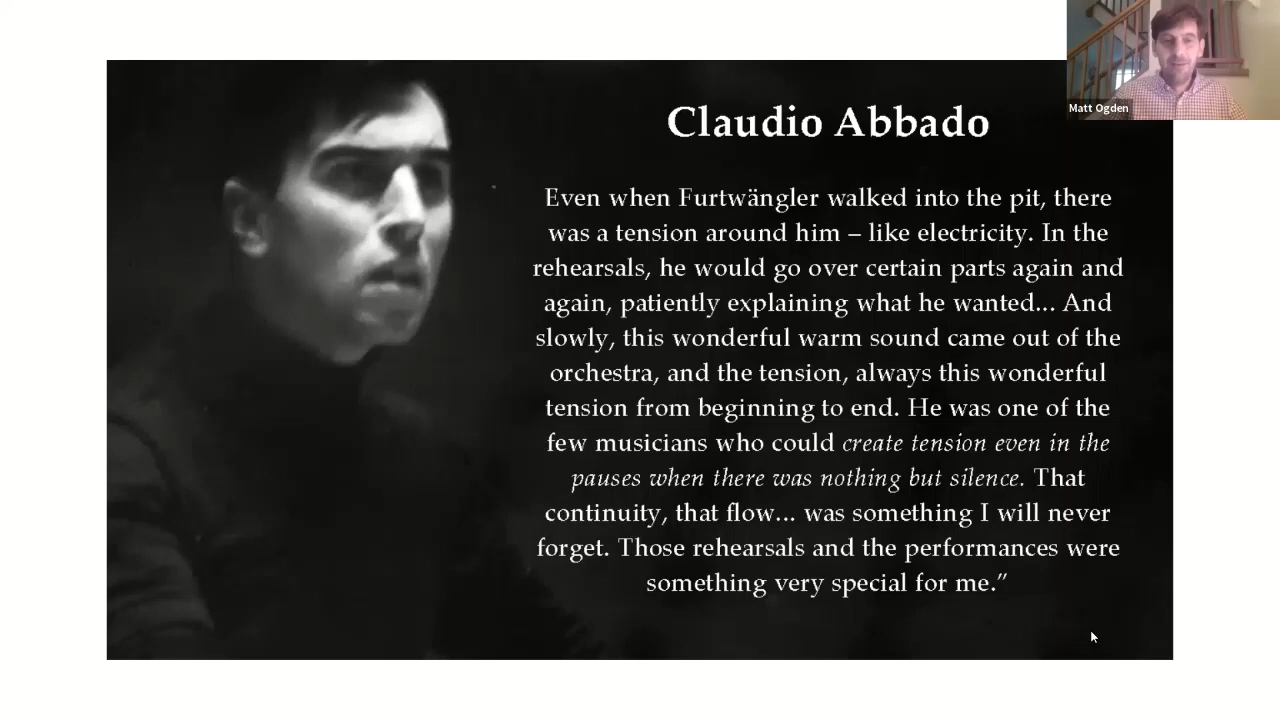 Matt Ogden
Claudio Abbado
Even when Furtwängler walked into the pit, there
was a tension around him – like electricity. In the
rehearsals, he would go over certain parts again and
again, patiently explaining what he wanted... And
slowly, this wonderful warm sound came out of the
orchestra, and the tension, always this wonderful
tension from beginning to end. He was one of the
few musicians who could create tension even in the
pauses when there was nothing but silence. That
continuity, that flow... was something I will never
forget. Those rehearsals and the performances were
something very special for me.”